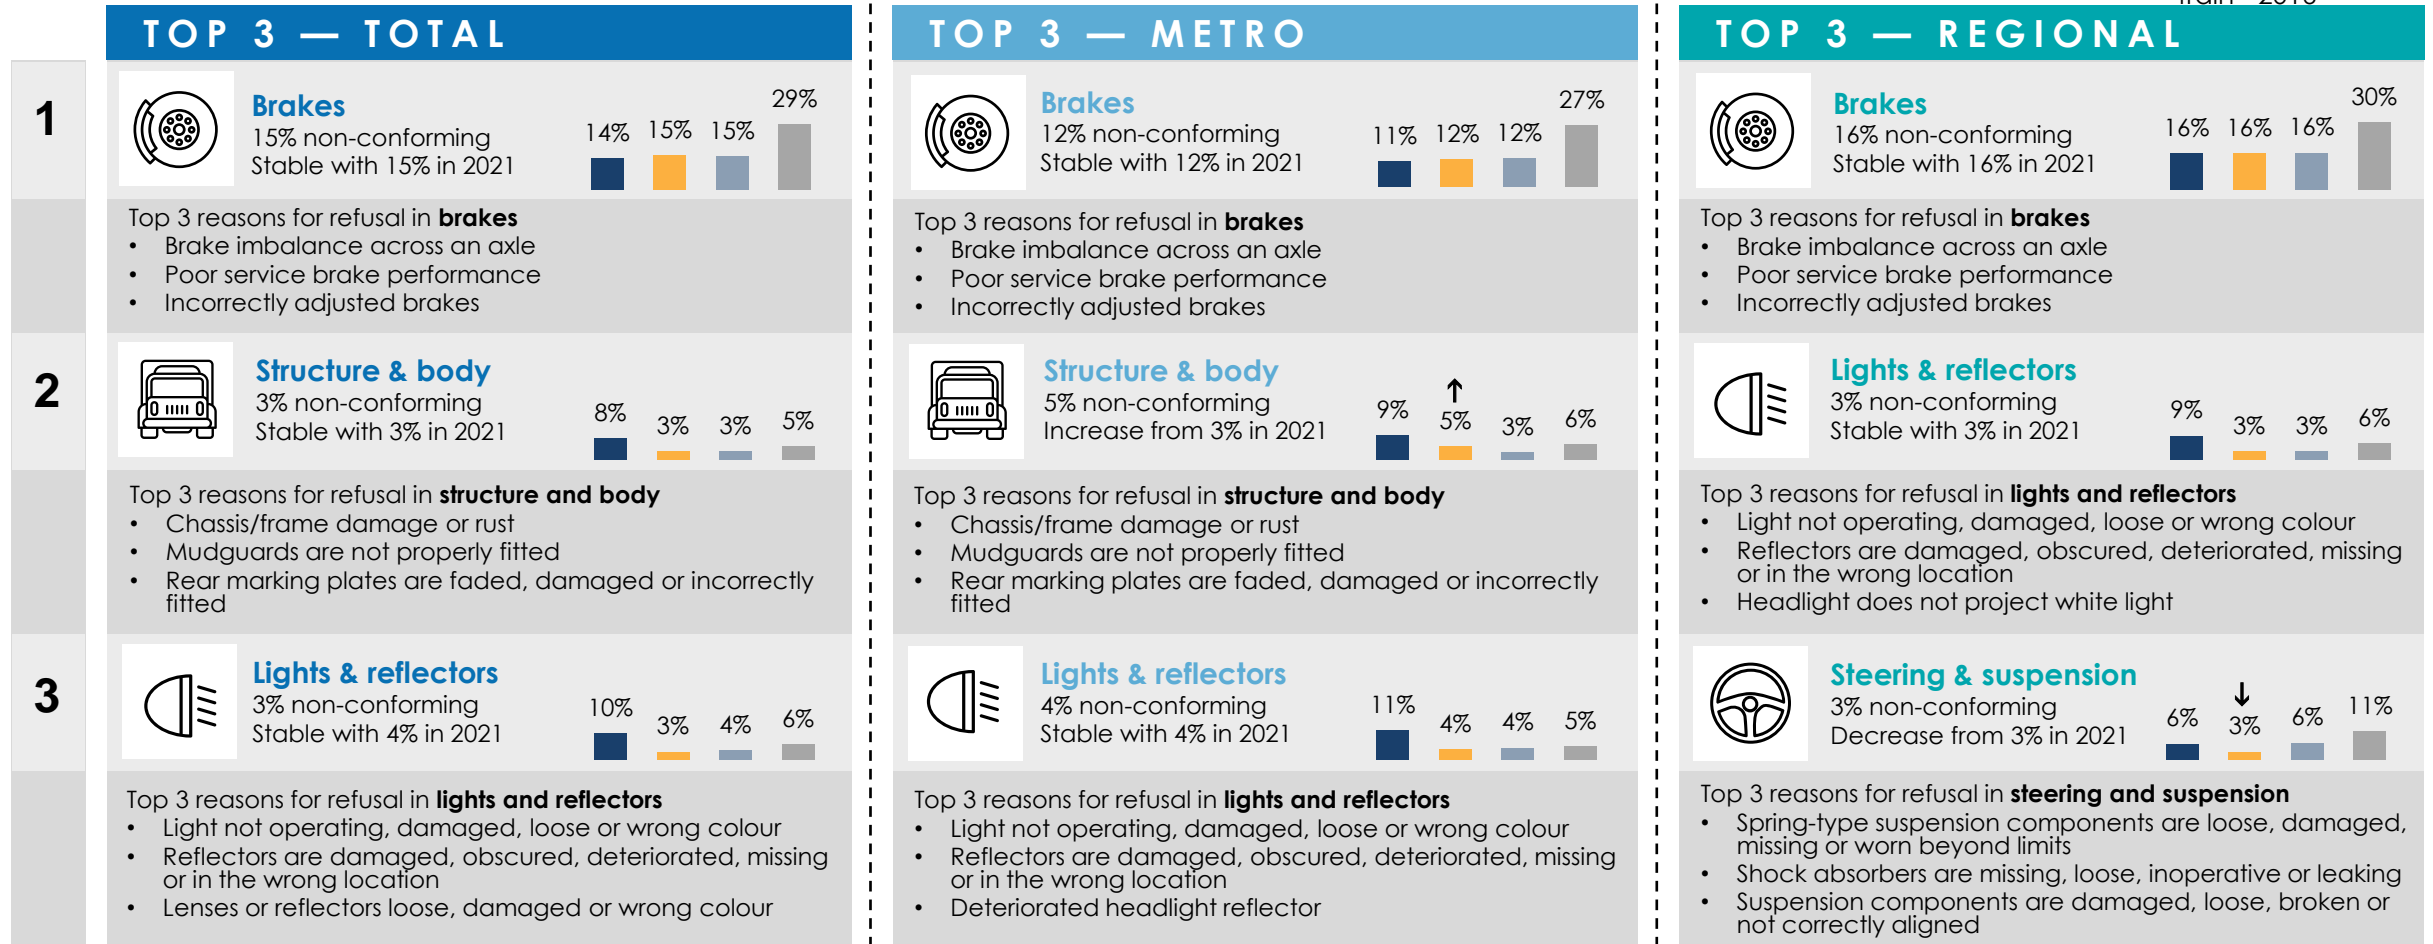 TOP 3 — TOTAL
1
Brakes
15% non-conforming
Stable with 15% in 2021
14% 15% 15% 29%
Top 3 reasons for refusal in brakes
• Brake imbalance across an axle
• Poor service brake performance
• Incorrectly adjusted brakes
2
Structure & body
3% non-conforming
Stable with 3% in 2021
8% 3% 3% 5%
Top 3 reasons for refusal in structure and body
• Chassis/frame damage or rust
• Mudguards are not properly fitted
• Rear marking plates are faded, damaged or incorrectly
fitted
3
Lights & reflectors
3% non-conforming
Stable with 4% in 2021
10% 3% 4% 6%
Top 3 reasons for refusal in lights and reflectors
• Light not operating, damaged, loose or wrong colour
• Reflectors are damaged, obscured, deteriorated, missing
or in the wrong location
• Lenses or reflectors loose, damaged or wrong colour
TOP 3 — METRO
Brakes
12% non-conforming
Stable with 12% in 2021
11% 12% 12% 27%
Top 3 reasons for refusal in brakes
• Brake imbalance across an axle
• Poor service brake performance
• Incorrectly adjusted brakes
Structure & body
5% non-conforming
Increase from 3% in 2021
9% 5% 3% 6%
Top 3 reasons for refusal in structure and body
• Chassis/frame damage or rust
• Mudguards are not properly fitted
• Rear marking plates are faded, damaged or incorrectly
fitted
Lights & reflectors
4% non-conforming
Stable with 4% in 2021
11% 4% 4% 5%
Top 3 reasons for refusal in lights and reflectors
• Light not operating, damaged, loose or wrong colour
• Reflectors are damaged, obscured, deteriorated, missing
or in the wrong location
• Deteriorated headlight reflector
TOP 3 — REGIONAL
Brakes
16% non-conforming
Stable with 16% in 2021
16% 16% 16% 30%
Top 3 reasons for refusal in brakes
• Brake imbalance across an axle
• Poor service brake performance
• Incorrectly adjusted brakes
Lights & reflectors
3% non-conforming
Stable with 3% in 2021
9% 3% 3% 6%
Top 3 reasons for refusal in lights and reflectors
• Light not operating, damaged, loose or wrong colour
• Reflectors are damaged, obscured, deteriorated, missing
or in the wrong location
• Headlight does not project white light
Steering & suspension
3% non-conforming
Decrease from 3% in 2021
6% 3% 6% 11%
Top 3 reasons for refusal in steering and suspension
• Spring-type suspension components are loose, damaged,
missing or worn beyond limits
• Shock absorbers are missing, loose, inoperative or leaking
• Suspension components are damaged, loose, broken or
not correctly aligned